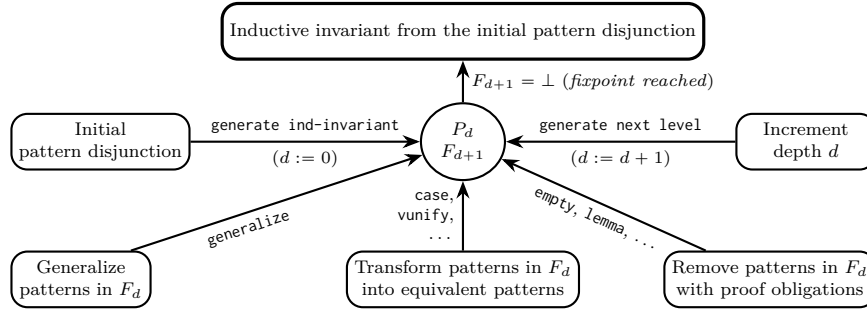 Inductive invariant from the initial pattern disjunction
F_{d+1} = ⊥ (fixpoint reached)
Initial
pattern disjunction
generate ind-invariant
(d := 0)
P_d
F_{d+1}
generate next level
(d := d + 1)
Increment
depth d
generalize
case,
vunify,
...
empty, lemma, ...
Generalize
patterns in F_d
Transform patterns in F_d
into equivalent patterns
Remove patterns in F_d
with proof obligations